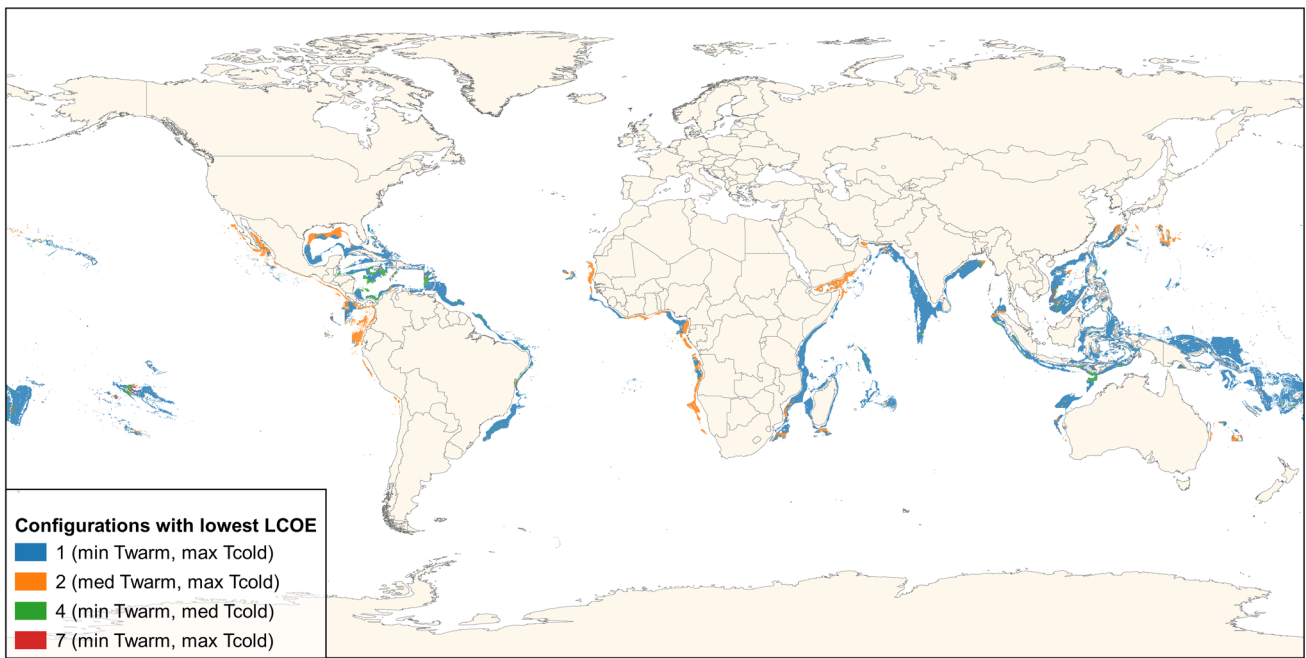 Configurations with lowest LCOE
1 (min Twarm, max Tcold)
2 (med Twarm, max Tcold)
4 (min Twarm, med Tcold)
7 (min Twarm, max Tcold)